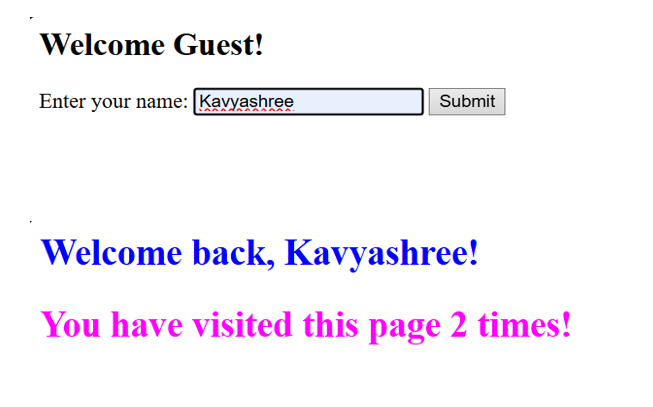 Welcome Guest!
Enter your name: Kavyashree Submit
Welcome back, Kavyashree!
You have visited this page 2 times!